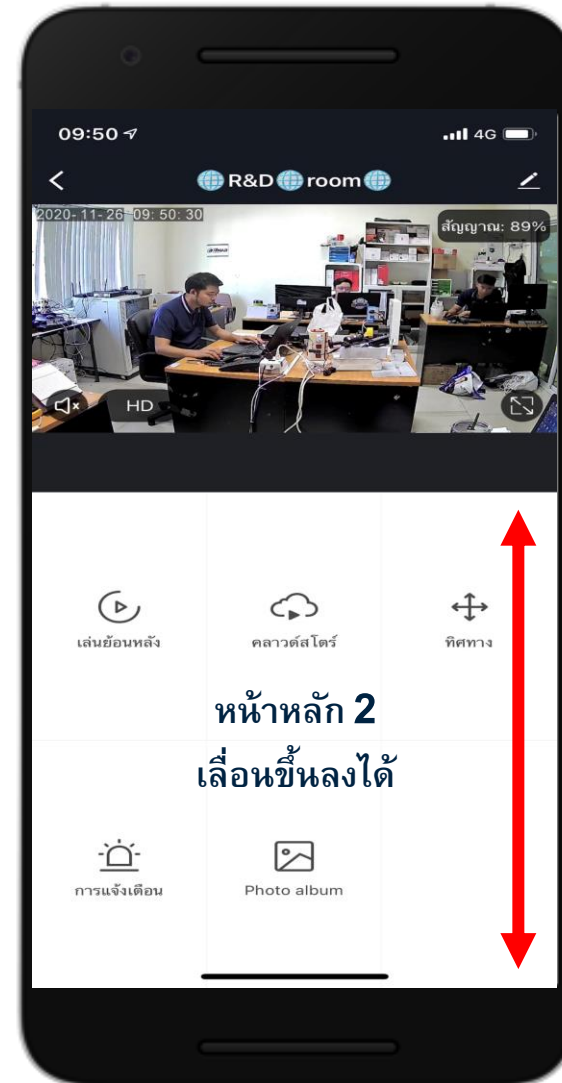 09:50
4G
R&D room
2020-11-26 09:50:30
สัญญาณ: 89%
HD
เล่นย้อนหลัง
คลาวด์สโตร์
ทิศทาง
หน้าหลัก 2
เลื่อนขึ้นลงได้
การแจ้งเตือน
Photo album